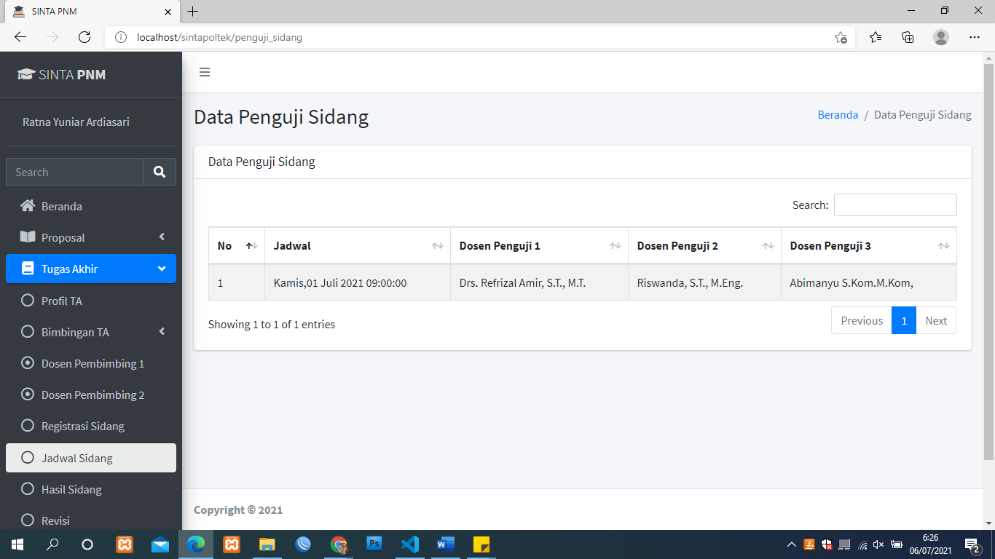 SINTA PNM
localhost/sintapoltek/penguji_sidang
SINTA PNM
Ratna Yuniar Ardiasari
Search
Beranda
Proposal
Tugas Akhir
Profil TA
Bimbingan TA
Dosen Pembimbing 1
Dosen Pembimbing 2
Registrasi Sidang
Jadwal Sidang
Hasil Sidang
Revisi
Data Penguji Sidang
Beranda / Data Penguji Sidang
Data Penguji Sidang
Search:
No Jadwal Dosen Penguji 1 Dosen Penguji 2 Dosen Penguji 3
1 Kamis,01 Juli 2021 09:00:00 Drs. Refrizal Amir, S.T., M.T. Riswanda, S.T., M.Eng. Abimanyu S.Kom.M.Kom,
Showing 1 to 1 of 1 entries
Previous 1 Next
Copyright © 2021
6:26
06/07/2021
2